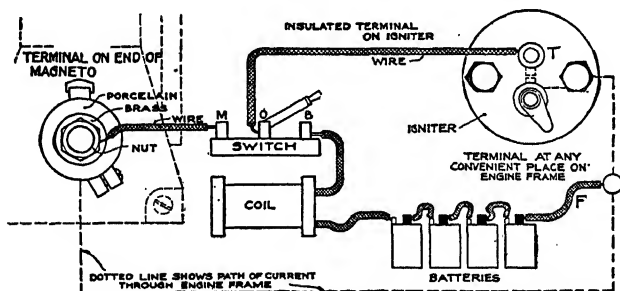 INSULATED TERMINAL
ON IGNITER
WIRE
T
TERMINAL ON END OF
MAGNETO
PORCELAIN
BRASS
WIRE
NUT
M
O
B
SWITCH
IGNITER
TERMINAL AT ANY
CONVENIENT PLACE ON
ENGINE FRAME
COIL
F
BATTERIES
DOTTED LINE SHOWS PATH OF CURRENT
THROUGH ENGINE FRAME